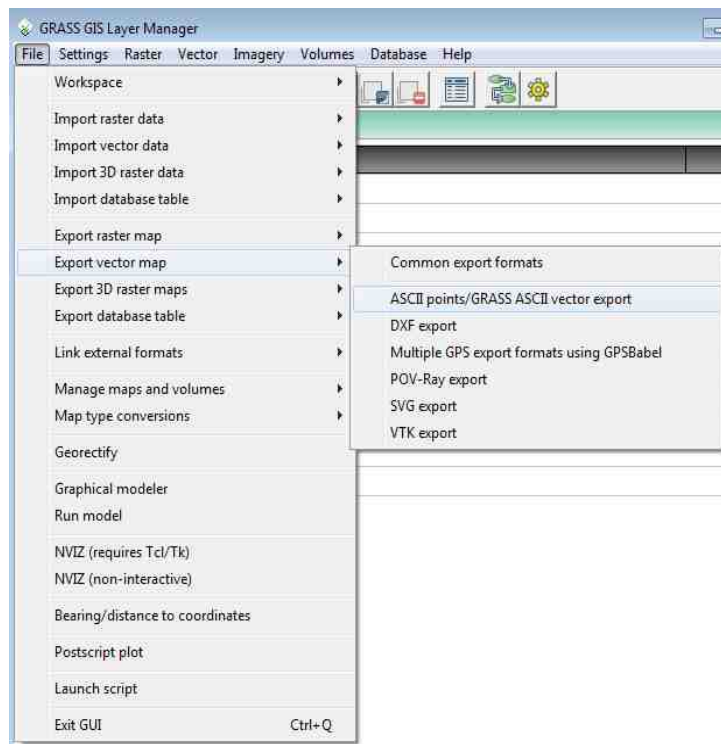 GRASS GIS Layer Manager
File Settings Raster Vector Imagery Volumes Database Help
Workspace
Import raster data
Import vector data
Import 3D raster data
Import database table
Export raster map
Export vector map
Export 3D raster maps
Export database table
Link external formats
Manage maps and volumes
Map type conversions
Georectify
Graphical modeler
Run model
NVIZ (requires Tcl/Tk)
NVIZ (non-interactive)
Bearing/distance to coordinates
Postscript plot
Launch script
Exit GUI Ctrl+Q
Common export formats
ASCII points/GRASS ASCII vector export
DXF export
Multiple GPS export formats using GPSBabel
POV-Ray export
SVG export
VTK export